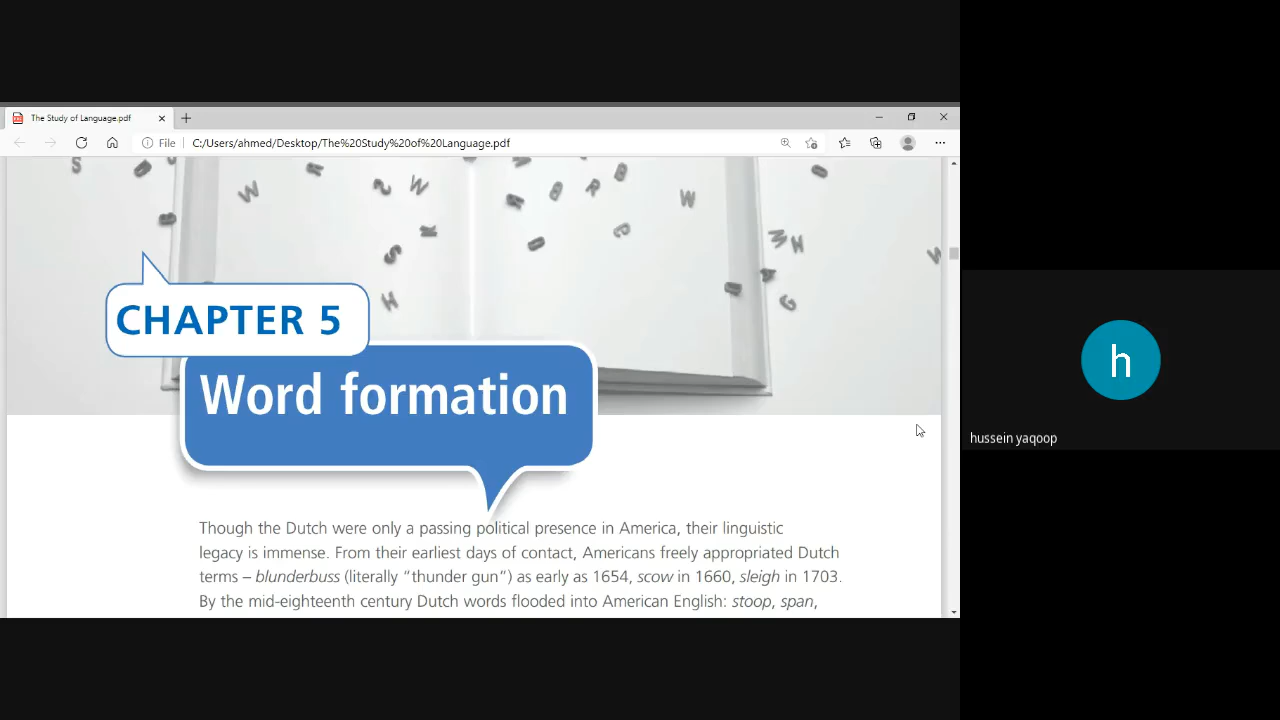 The Study of Language.pdf
File
C:/Users/ahmed/Desktop/The%20Study%20of%20Language.pdf
CHAPTER 5
Word formation
Though the Dutch were only a passing political presence in America, their linguistic
legacy is immense. From their earliest days of contact, Americans freely appropriated Dutch
terms – blunderbuss (literally “thunder gun”) as early as 1654, scow in 1660, sleigh in 1703.
By the mid-eighteenth century Dutch words flooded into American English: stoop, span,
h
hussein yaqoop